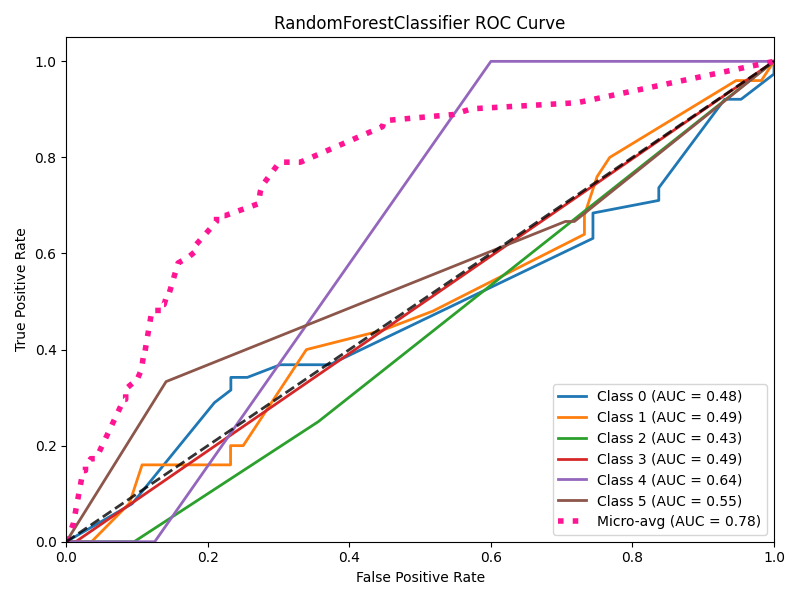 RandomForestClassifier ROC Curve
True Positive Rate
1.0
0.8
0.6
0.4
0.2
0.0
0.0 0.2 0.4 0.6 0.8 1.0
False Positive Rate
Class 0 (AUC = 0.48)
Class 1 (AUC = 0.49)
Class 2 (AUC = 0.43)
Class 3 (AUC = 0.49)
Class 4 (AUC = 0.64)
Class 5 (AUC = 0.55)
Micro-avg (AUC = 0.78)